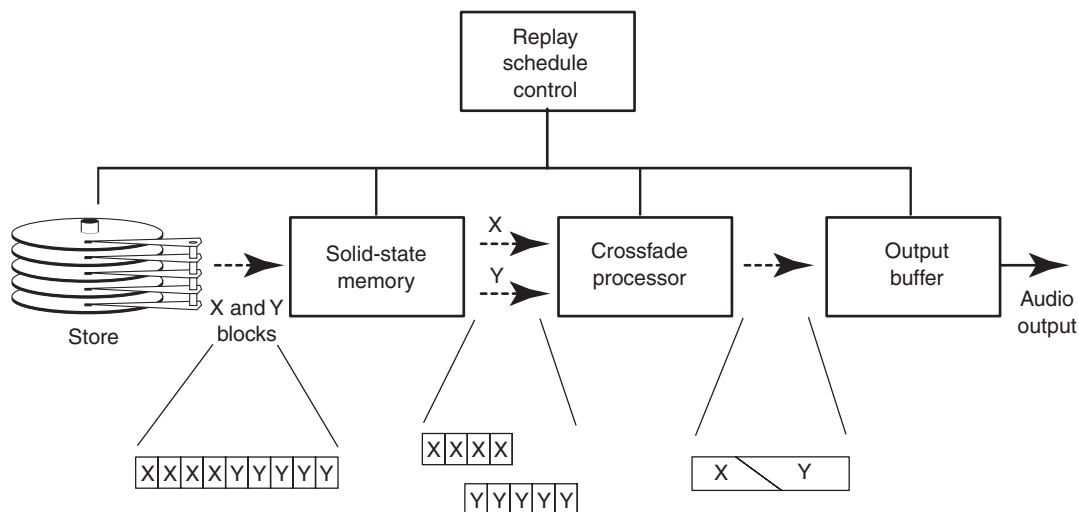 Replay
schedule
control
Store
X and Y
blocks
Solid-state
memory
X
Y
Crossfade
processor
Output
buffer
Audio
output
X X X X Y Y Y Y Y
X X X X
Y Y Y Y Y
X Y